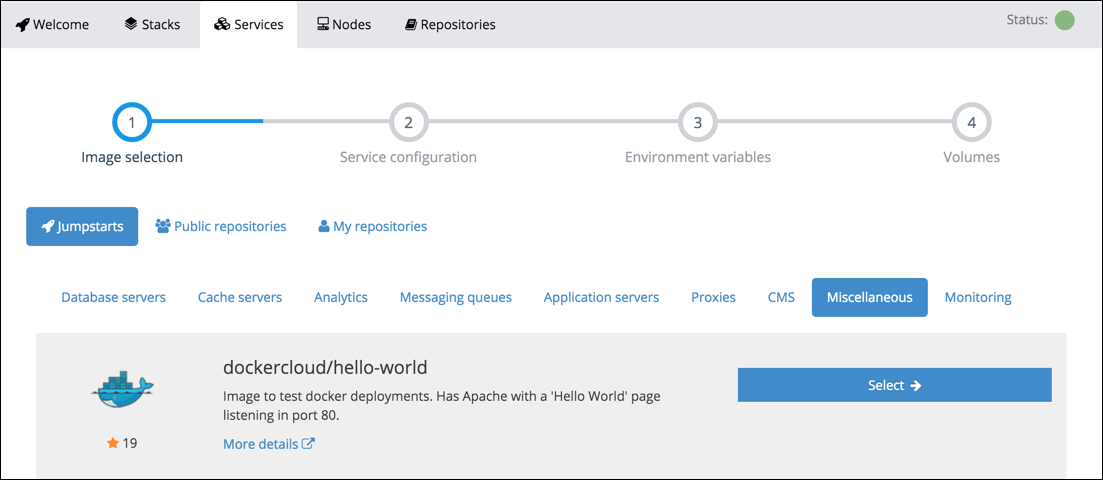 Welcome Stacks Services Nodes Repositories Status:
1 2 3 4
Image selection Service configuration Environment variables Volumes
Jumpstarts Public repositories My repositories
Database servers Cache servers Analytics Messaging queues Application servers Proxies CMS Miscellaneous Monitoring
dockercloud/hello-world
Image to test docker deployments. Has Apache with a 'Hello World' page
listening in port 80.
Select
19
More details